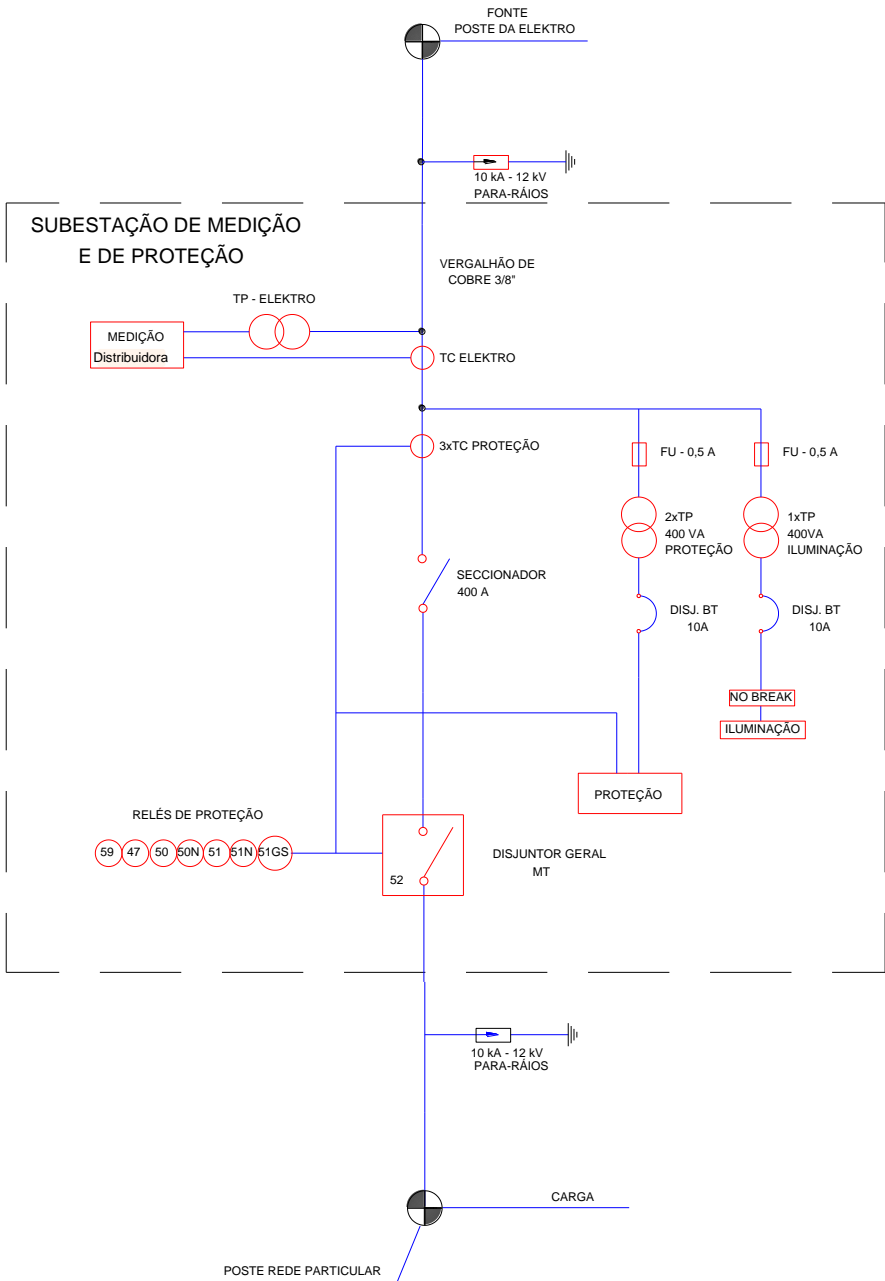 FONTE
POSTE DA ELEKTRO
10 kA - 12 kV
PARA-RÁIOS
SUBESTAÇÃO DE MEDIÇÃO
E DE PROTEÇÃO
VERGALHÃO DE
COBRE 3/8"
TP - ELEKTRO
MEDIÇÃO
Distribuidora
TC ELEKTRO
3xTC PROTEÇÃO
FU - 0,5 A
FU - 0,5 A
2xTP
400 VA
PROTEÇÃO
1xTP
400VA
ILUMINAÇÃO
SECCIONADOR
400 A
DISJ. BT
10A
DISJ. BT
10A
NO BREAK
ILUMINAÇÃO
PROTEÇÃO
RELÉS DE PROTEÇÃO
59 47 50 50N 51 51N 51GS
52
DISJUNTOR GERAL
MT
10 kA - 12 kV
PARA-RÁIOS
CARGA
POSTE REDE PARTICULAR